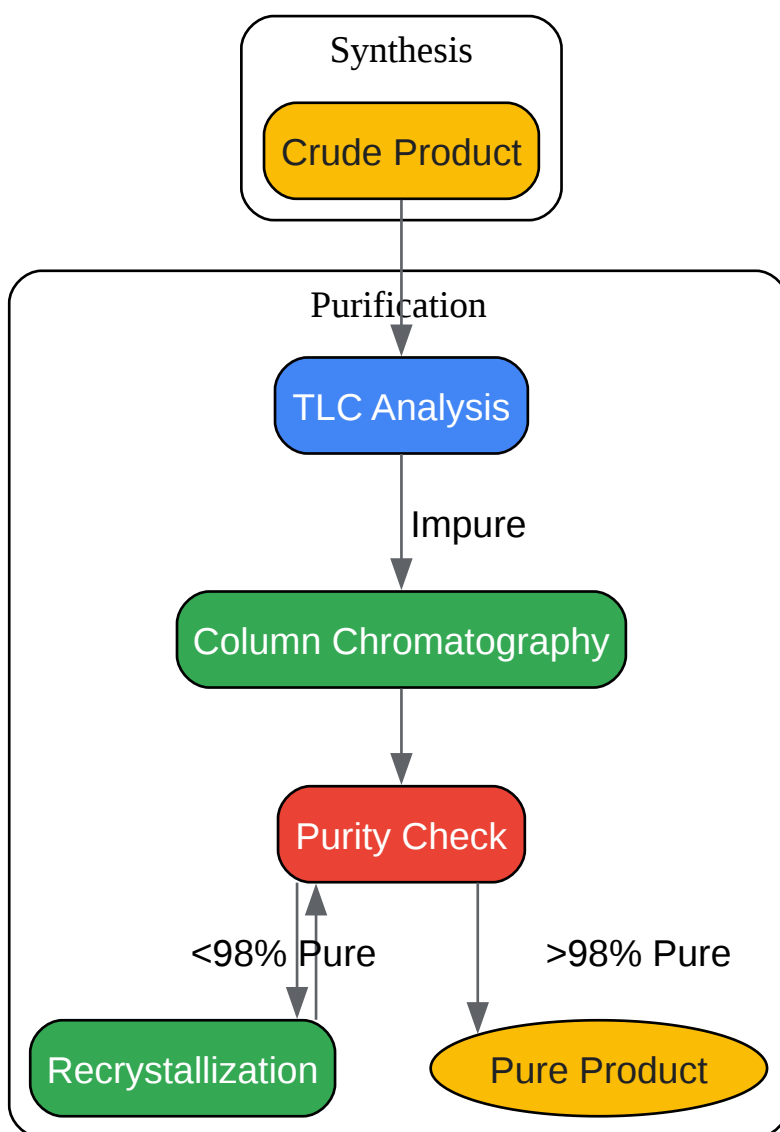 Synthesis
Crude Product
Purification
TLC Analysis
Impure
Column Chromatography
Purity Check
<98% Pure
>98% Pure
Recrystallization
Pure Product